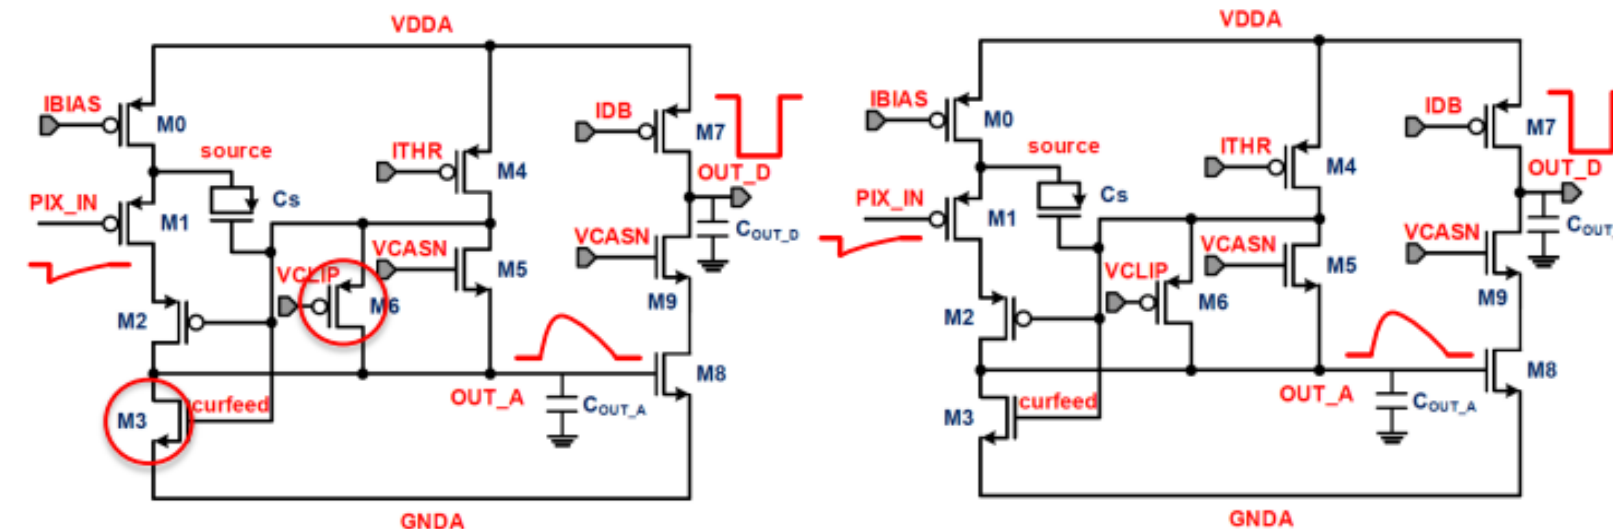 VDDA
IBIAS
M0
IDB
M7
source
ITHR
M4
OUT_D
PIX_IN
M1
Cs
COUT_D
VCASN
VCASN
VCLIP
M5
M6
M9
M2
M8
OUT_A
curfeed
COUT_A
M3
GNDA
VDDA
IBIAS
M0
IDB
M7
source
ITHR
M4
OUT_D
PIX_IN
M1
Cs
COUT
VCASN
VCASN
VCLIP
M5
M6
M9
M2
M8
OUT_A
curfeed
COUT_A
M3
GNDA